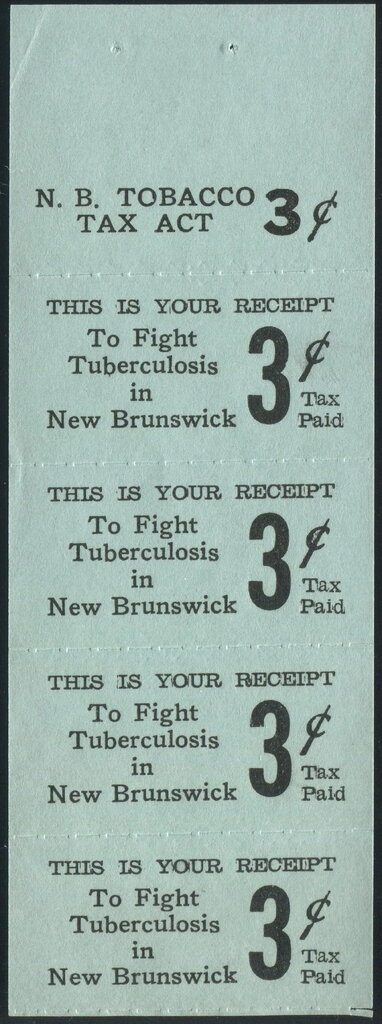 N. B. TOBACCO
TAX ACT 3¢
THIS IS YOUR RECEIPT
To Fight
Tuberculosis
in
New Brunswick
3¢
Tax
Paid
THIS IS YOUR RECEIPT
To Fight
Tuberculosis
in
New Brunswick
3¢
Tax
Paid
THIS IS YOUR RECEIPT
To Fight
Tuberculosis
in
New Brunswick
3¢
Tax
Paid
THIS IS YOUR RECEIPT
To Fight
Tuberculosis
in
New Brunswick
3¢
Tax
Paid